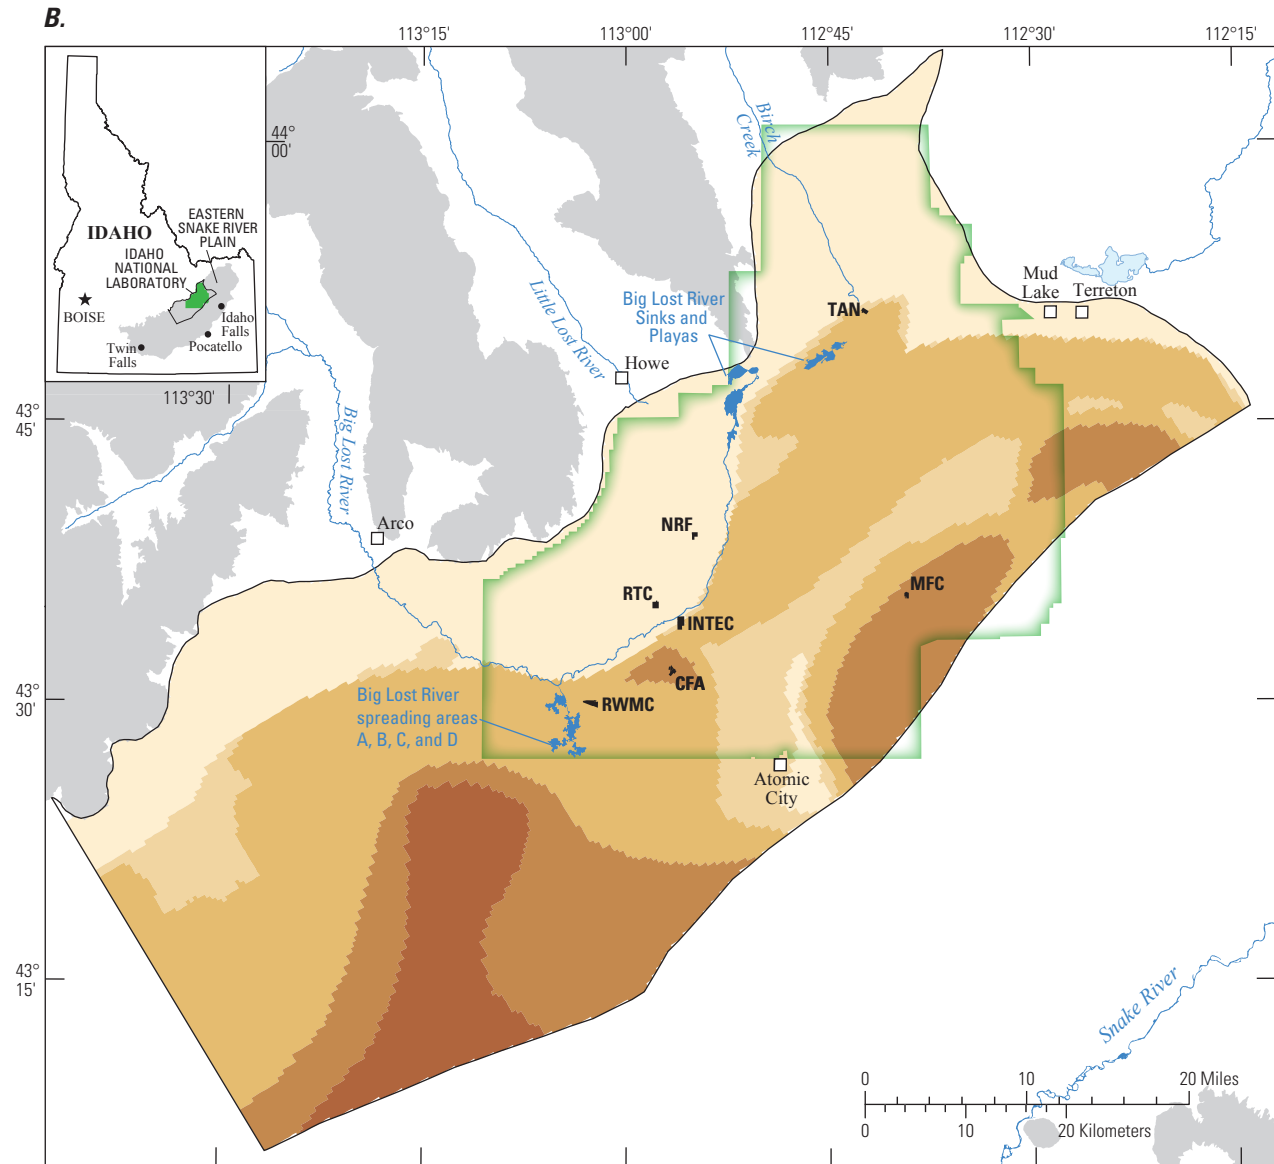 B.
113°15'
113°00'
112°45'
112°30'
112°15'
44°
00'
43°
45'
43°
30'
43°
15'
113°30'
IDAHO
EASTERN
SNAKE RIVER
PLAIN
IDAHO
NATIONAL
LABORATORY
BOISE
Idaho
Falls
Pocatello
Twin
Falls
Birch
Creek
Little Lost River
Big Lost River
Big Lost River
Sinks and
Playas
TAN
Mud
Lake
Terreton
Howe
Arco
NRF
RTC
INTEC
MFC
CFA
RWMC
Big Lost River
spreading areas
A, B, C, and D
Atomic
City
Snake River
0
10
20 Miles
0
10
20 Kilometers